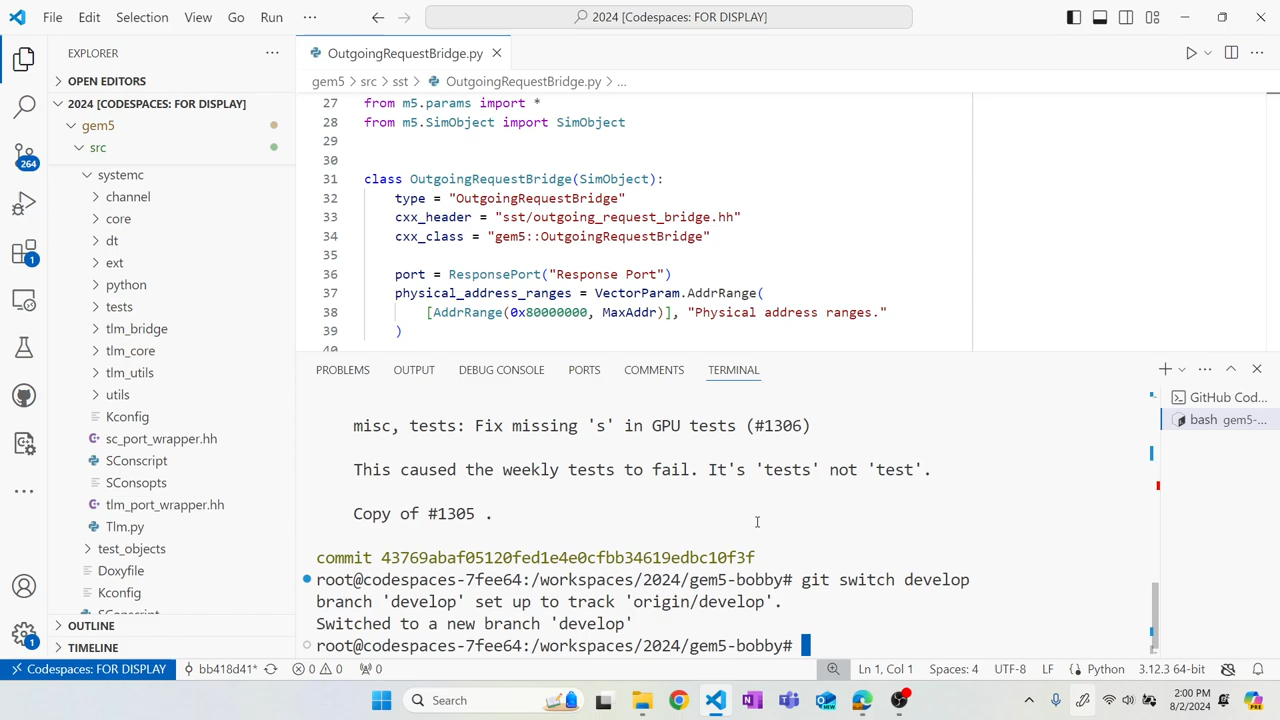 File Edit Selection View Go Run ··· 2024 [Codespaces: FOR DISPLAY]
EXPLORER
OPEN EDITORS
2024 [CODESPACES: FOR DISPLAY]
gem5
src
systemc
channel
core
dt
ext
python
tests
tlm_bridge
tlm_core
tlm_utils
utils
Kconfig
sc_port_wrapper.hh
SConscript
SConsopts
tlm_port_wrapper.hh
Tlm.py
test_objects
Doxyfile
Kconfig
SConscript
OUTLINE
TIMELINE
264
1
1
OutgoingRequestBridge.py
gem5 > src > sst > OutgoingRequestBridge.py > ...
27 from m5.params import *
28 from m5.SimObject import SimObject
29
30
31 class OutgoingRequestBridge(SimObject):
32 type = "OutgoingRequestBridge"
33 cxx_header = "sst/outgoing_request_bridge.hh"
34 cxx_class = "gem5::OutgoingRequestBridge"
35
36 port = ResponsePort("Response Port")
37 physical_address_ranges = VectorParam.AddrRange(
38 [AddrRange(0x80000000, MaxAddr)], "Physical address ranges."
39 )
40
PROBLEMS OUTPUT DEBUG CONSOLE PORTS COMMENTS TERMINAL
misc, tests: Fix missing 's' in GPU tests (#1306)
This caused the weekly tests to fail. It's 'tests' not 'test'.
Copy of #1305 .
commit 43769abaf05120fed1e4e0cfbb34619edbc10f3f
root@codespaces-7fee64:/workspaces/2024/gem5-bobby# git switch develop
branch 'develop' set up to track 'origin/develop'.
Switched to a new branch 'develop'
root@codespaces-7fee64:/workspaces/2024/gem5-bobby#
GitHub Cod...
bash gem5-...
Codespaces: FOR DISPLAY bb418d41* 0 0 0 Ln 1, Col 1 Spaces: 4 UTF-8 LF Python 3.12.3 64-bit
Search
2:00 PM
8/2/2024